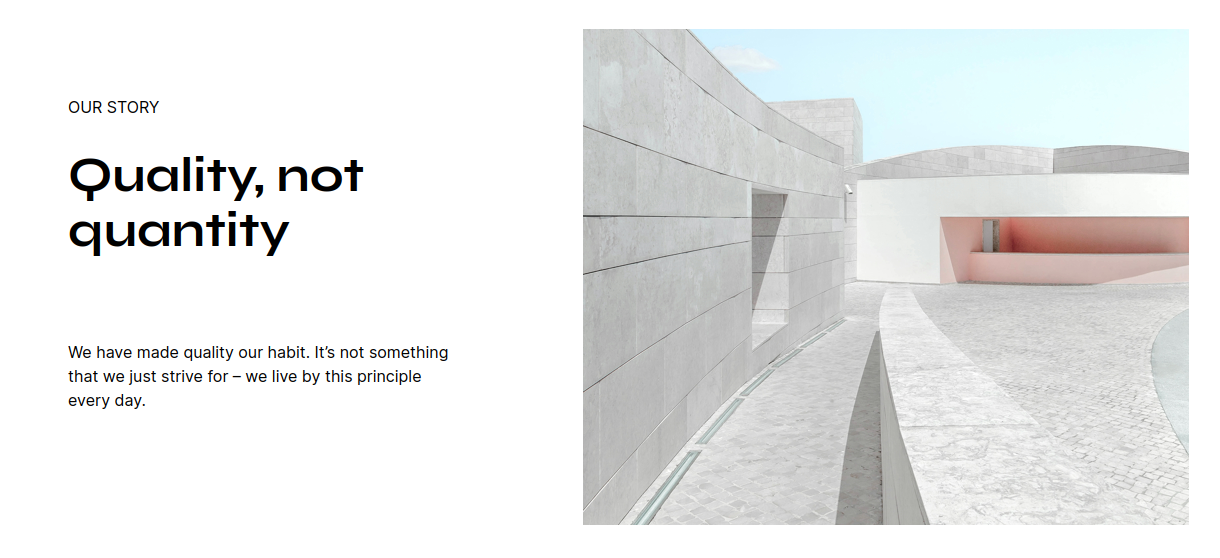 OUR STORY
Quality, not
quantity
We have made quality our habit. It’s not something
that we just strive for – we live by this principle
every day.